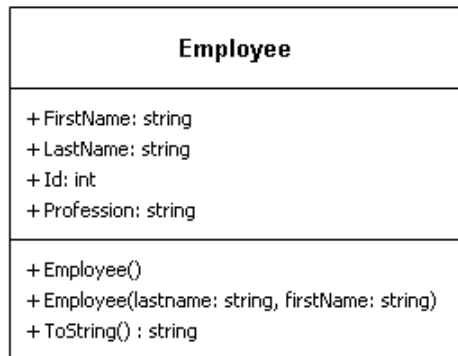 Employee
+ FirstName: string
+ LastName: string
+ Id: int
+ Profession: string
+ Employee()
+ Employee(lastname: string, firstName: string)
+ ToString() : string